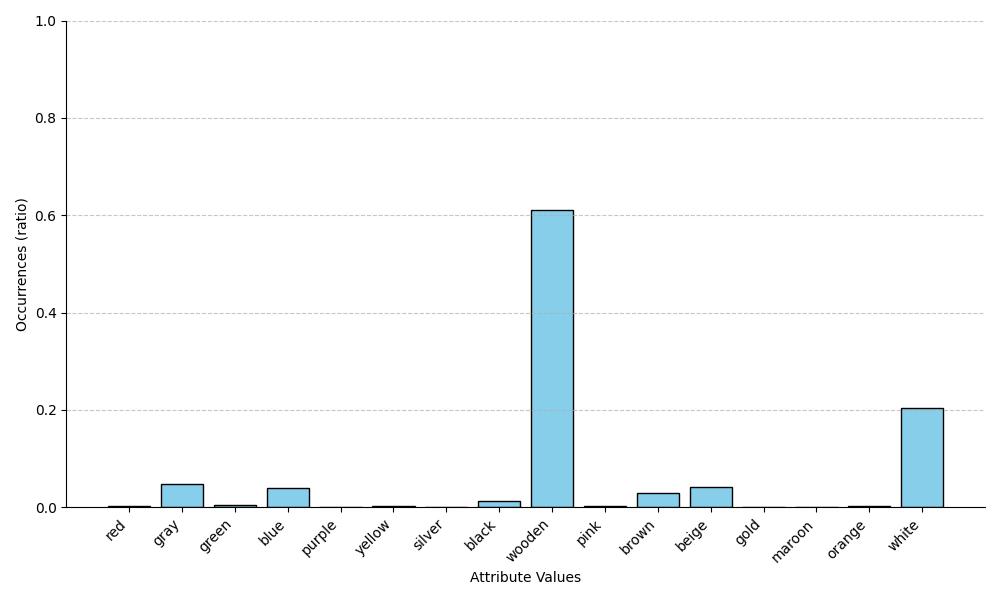 1.0
0.8
0.6
0.4
0.2
0.0
Occurrences (ratio)
red
gray
green
blue
purple
yellow
silver
black
wooden
pink
brown
beige
gold
maroon
orange
white
Attribute Values